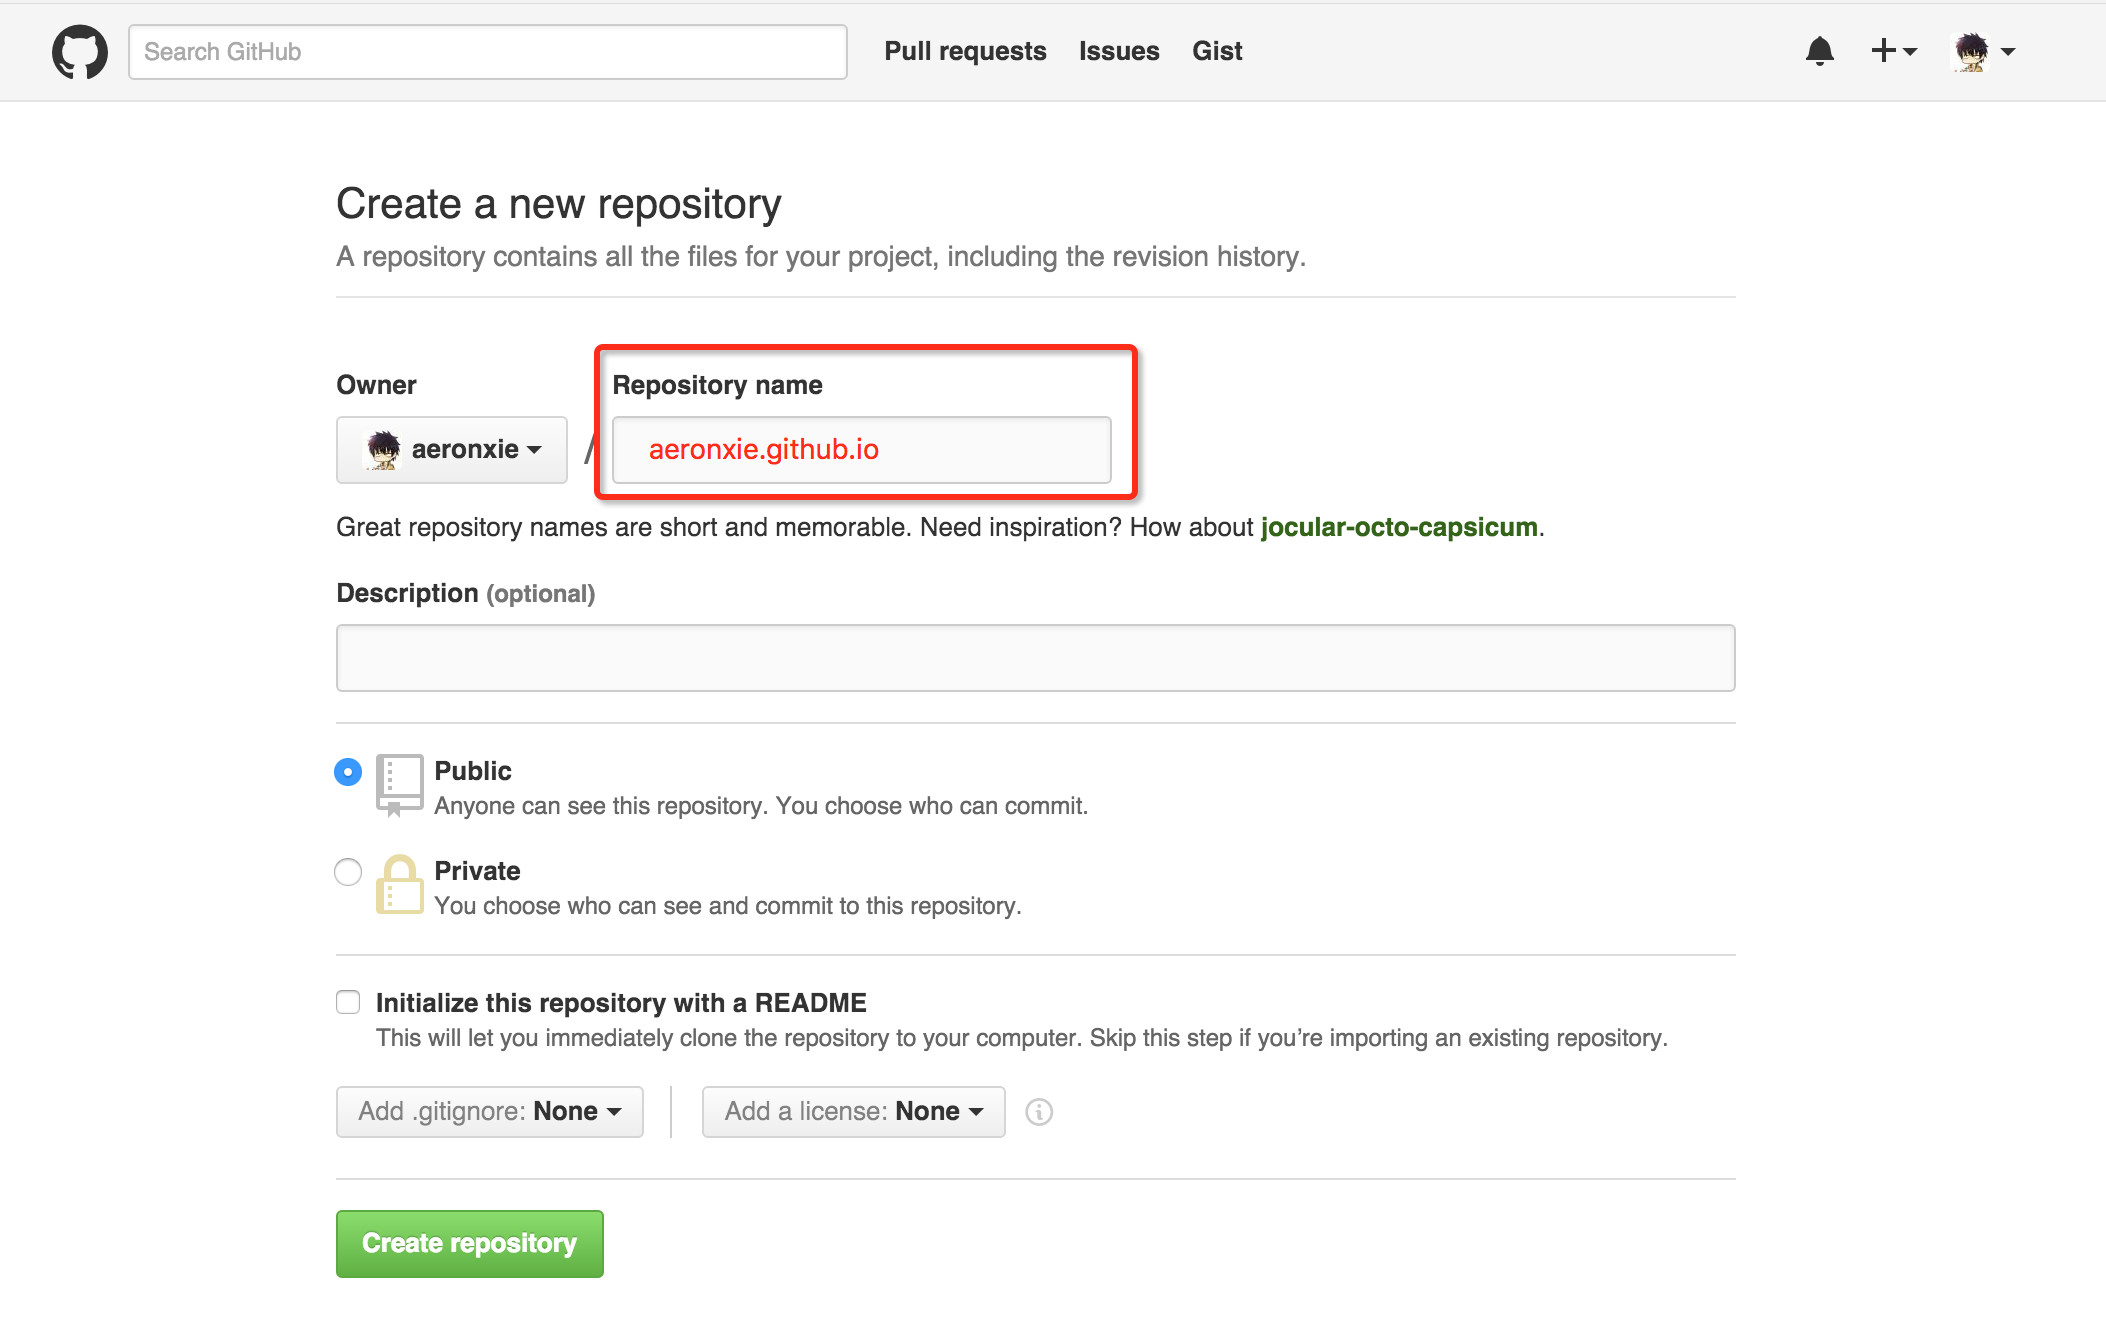 Search GitHub Pull requests Issues Gist
Create a new repository
A repository contains all the files for your project, including the revision history.
Owner Repository name
aeronxie / aeronxie.github.io
Great repository names are short and memorable. Need inspiration? How about jocular-octo-capsicum.
Description (optional)
Public
Anyone can see this repository. You choose who can commit.
Private
You choose who can see and commit to this repository.
Initialize this repository with a README
This will let you immediately clone the repository to your computer. Skip this step if you’re importing an existing repository.
Add .gitignore: None Add a license: None
Create repository